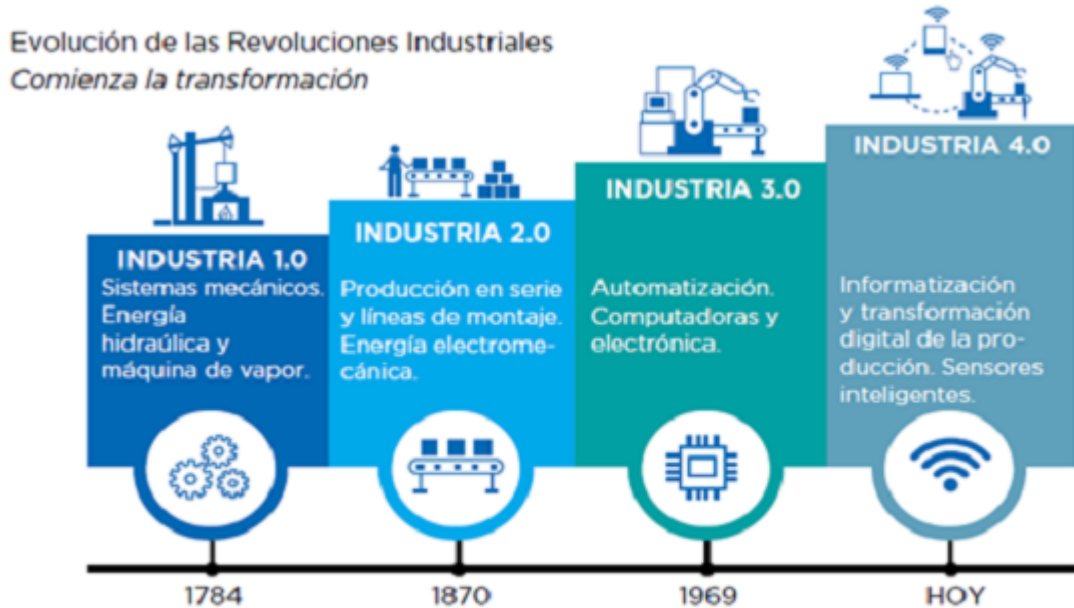 Evolución de las Revoluciones Industriales
Comienza la transformación
INDUSTRIA 1.0
Sistemas mecánicos.
Energía
hidraúlica y
máquina de vapor.
INDUSTRIA 2.0
Producción en serie
y líneas de montaje.
Energía electrome-
cánica.
INDUSTRIA 3.0
Automatización.
Computadoras y
electrónica.
INDUSTRIA 4.0
Informatización
y transformación
digital de la pro-
ducción. Sensores
inteligentes.
1784
1870
1969
HOY